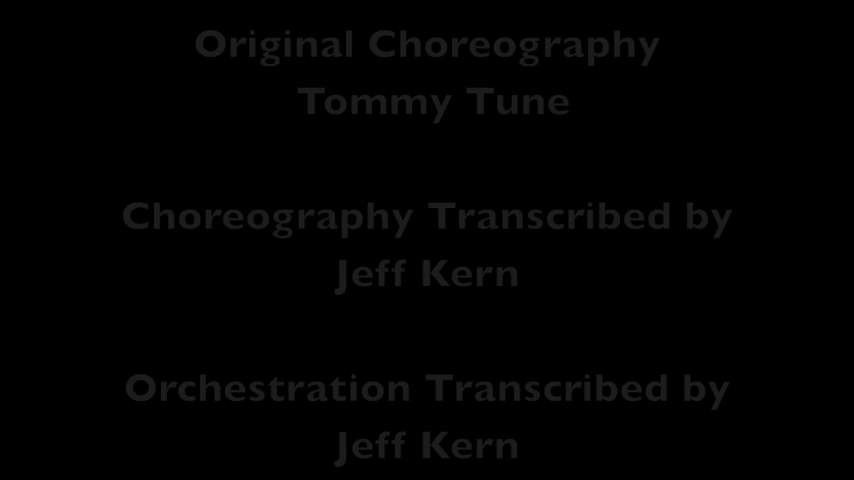 Original Choreography
Tommy Tune
Choreography Transcribed by
Jeff Kern
Orchestration Transcribed by
Jeff Kern